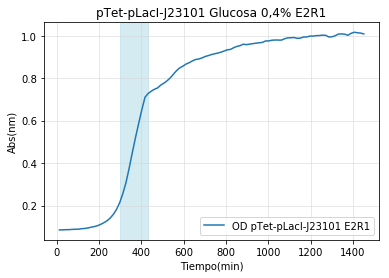 pTet-pLacI-J23101 Glucosa 0,4% E2R1
1.0
0.8
0.6
0.4
0.2
Abs(nm)
OD pTet-pLacI-J23101 E2R1
0 200 400 600 800 1000 1200 1400
Tiempo(min)